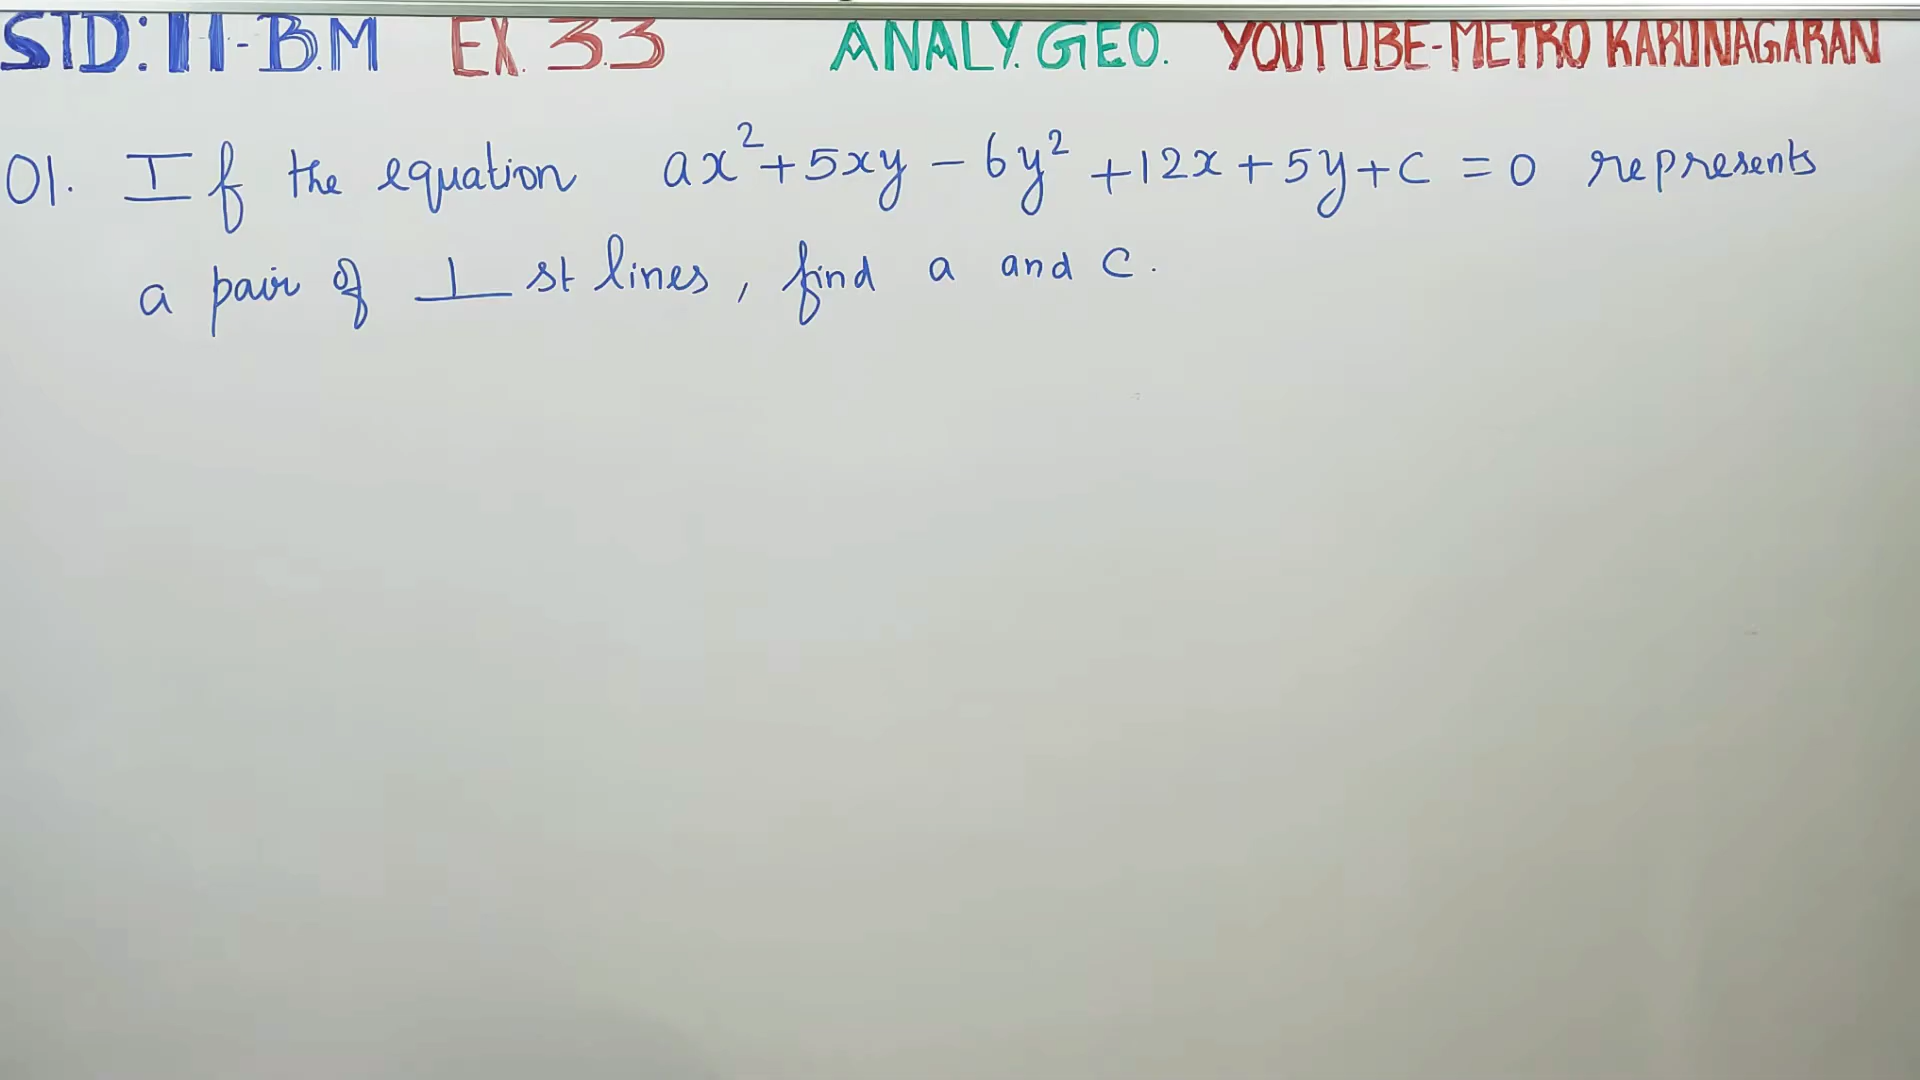 STD: 11-B.M EX. 3.3 ANALY. GEO. YOUTUBE-METRO KARUNAGARAN
01. If the equation ax²+5xy-6y²+12x+5y+c=0 represents
a pair of ⊥ st lines, find a and c.